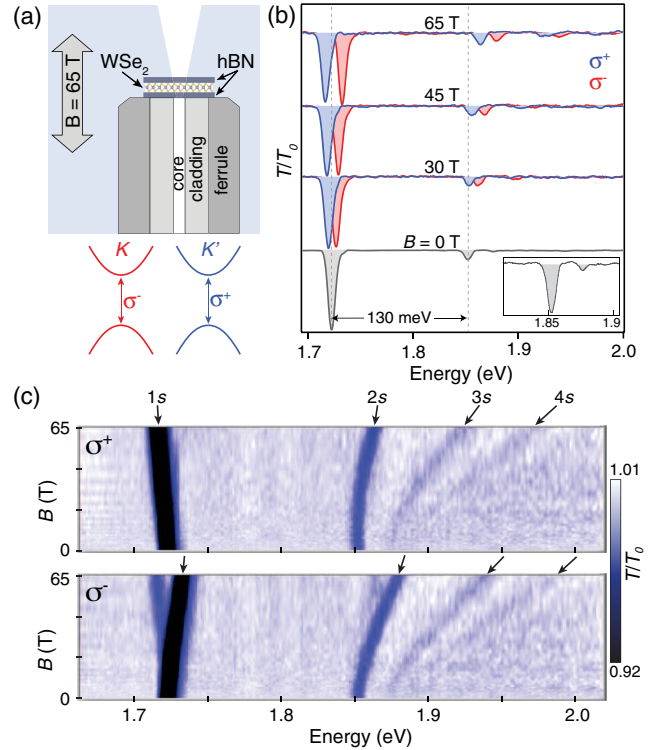 (a)
B = 65 T
WSe2
hBN
core
cladding
ferrule
K
K'
σ-
σ+
(b)
T/T0
65 T
σ+
σ-
45 T
30 T
B = 0 T
130 meV
1.85
1.9
1.7
1.8
1.9
2.0
Energy (eV)
(c)
1s
2s
3s
4s
65
σ+
B (T)
0
65
σ-
B (T)
0
1.7
1.8
1.9
2.0
Energy (eV)
1.01
T/T0
0.92